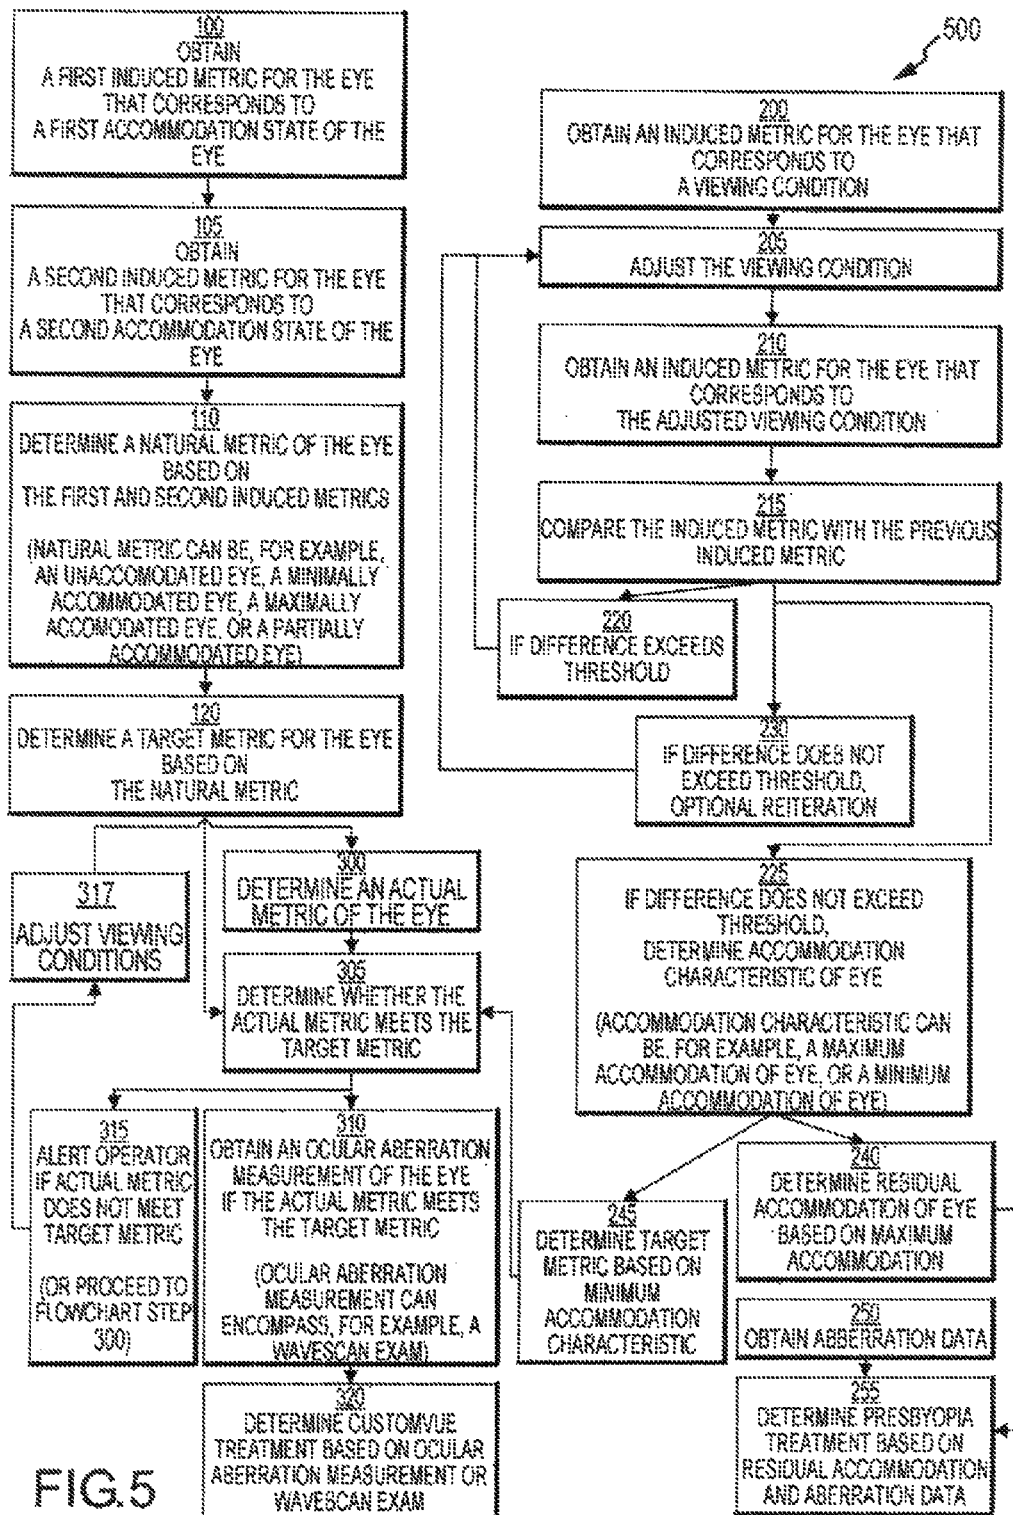 100
OBTAIN
A FIRST INDUCED METRIC FOR THE EYE
THAT CORRESPONDS TO
A FIRST ACCOMMODATION STATE OF THE
EYE
105
OBTAIN
A SECOND INDUCED METRIC FOR THE EYE
THAT CORRESPONDS TO
A SECOND ACCOMMODATION STATE OF THE
EYE
110
DETERMINE A NATURAL METRIC OF THE EYE
BASED ON
THE FIRST AND SECOND INDUCED METRICS
(NATURAL METRIC CAN BE, FOR EXAMPLE,
AN UNACCOMODATED EYE, A MINIMALLY
ACCOMMODATED EYE, A MAXIMALLY
ACCOMODATED EYE, OR A PARTIALLY
ACCOMMODATED EYE)
120
DETERMINE A TARGET METRIC FOR THE EYE
BASED ON
THE NATURAL METRIC
317
ADJUST VIEWING
CONDITIONS
300
DETERMINE AN ACTUAL
METRIC OF THE EYE
305
DETERMINE WHETHER THE
ACTUAL METRIC MEETS THE
TARGET METRIC
315
ALERT OPERATOR
IF ACTUAL METRIC
DOES NOT MEET
TARGET METRIC
(OR PROCEED TO
FLOWCHART STEP
300)
310
OBTAIN AN OCULAR ABERRATION
MEASUREMENT OF THE EYE
IF THE ACTUAL METRIC MEETS
THE TARGET METRIC
(OCULAR ABERRATION
MEASUREMENT CAN
ENCOMPASS, FOR EXAMPLE, A
WAVESCAN EXAM)
320
DETERMINE CUSTOMVUE
TREATMENT BASED ON OCULAR
ABERRATION MEASUREMENT OR
WAVESCAN EXAM
500
200
OBTAIN AN INDUCED METRIC FOR THE EYE THAT
CORRESPONDS TO
A VIEWING CONDITION
205
ADJUST THE VIEWING CONDITION
210
OBTAIN AN INDUCED METRIC FOR THE EYE THAT
CORRESPONDS TO
THE ADJUSTED VIEWING CONDITION
215
COMPARE THE INDUCED METRIC WITH THE PREVIOUS
INDUCED METRIC
220
IF DIFFERENCE EXCEEDS
THRESHOLD
230
IF DIFFERENCE DOES NOT
EXCEED THRESHOLD,
OPTIONAL REITERATION
225
IF DIFFERENCE DOES NOT EXCEED
THRESHOLD,
DETERMINE ACCOMMODATION
CHARACTERISTIC OF EYE
(ACCOMMODATION CHARACTERISTIC CAN
BE, FOR EXAMPLE, A MAXIMUM
ACCOMMODATION OF EYE, OR A MINIMUM
ACCOMMODATION OF EYE)
245
DETERMINE TARGET
METRIC BASED ON
MINIMUM
ACCOMMODATION
CHARACTERISTIC
240
DETERMINE RESIDUAL
ACCOMMODATION OF EYE
BASED ON MAXIMUM
ACCOMMODATION
250
OBTAIN ABBERRATION DATA
255
DETERMINE PRESBYOPIA
TREATMENT BASED ON
RESIDUAL ACCOMMODATION
AND ABERRATION DATA
FIG.5